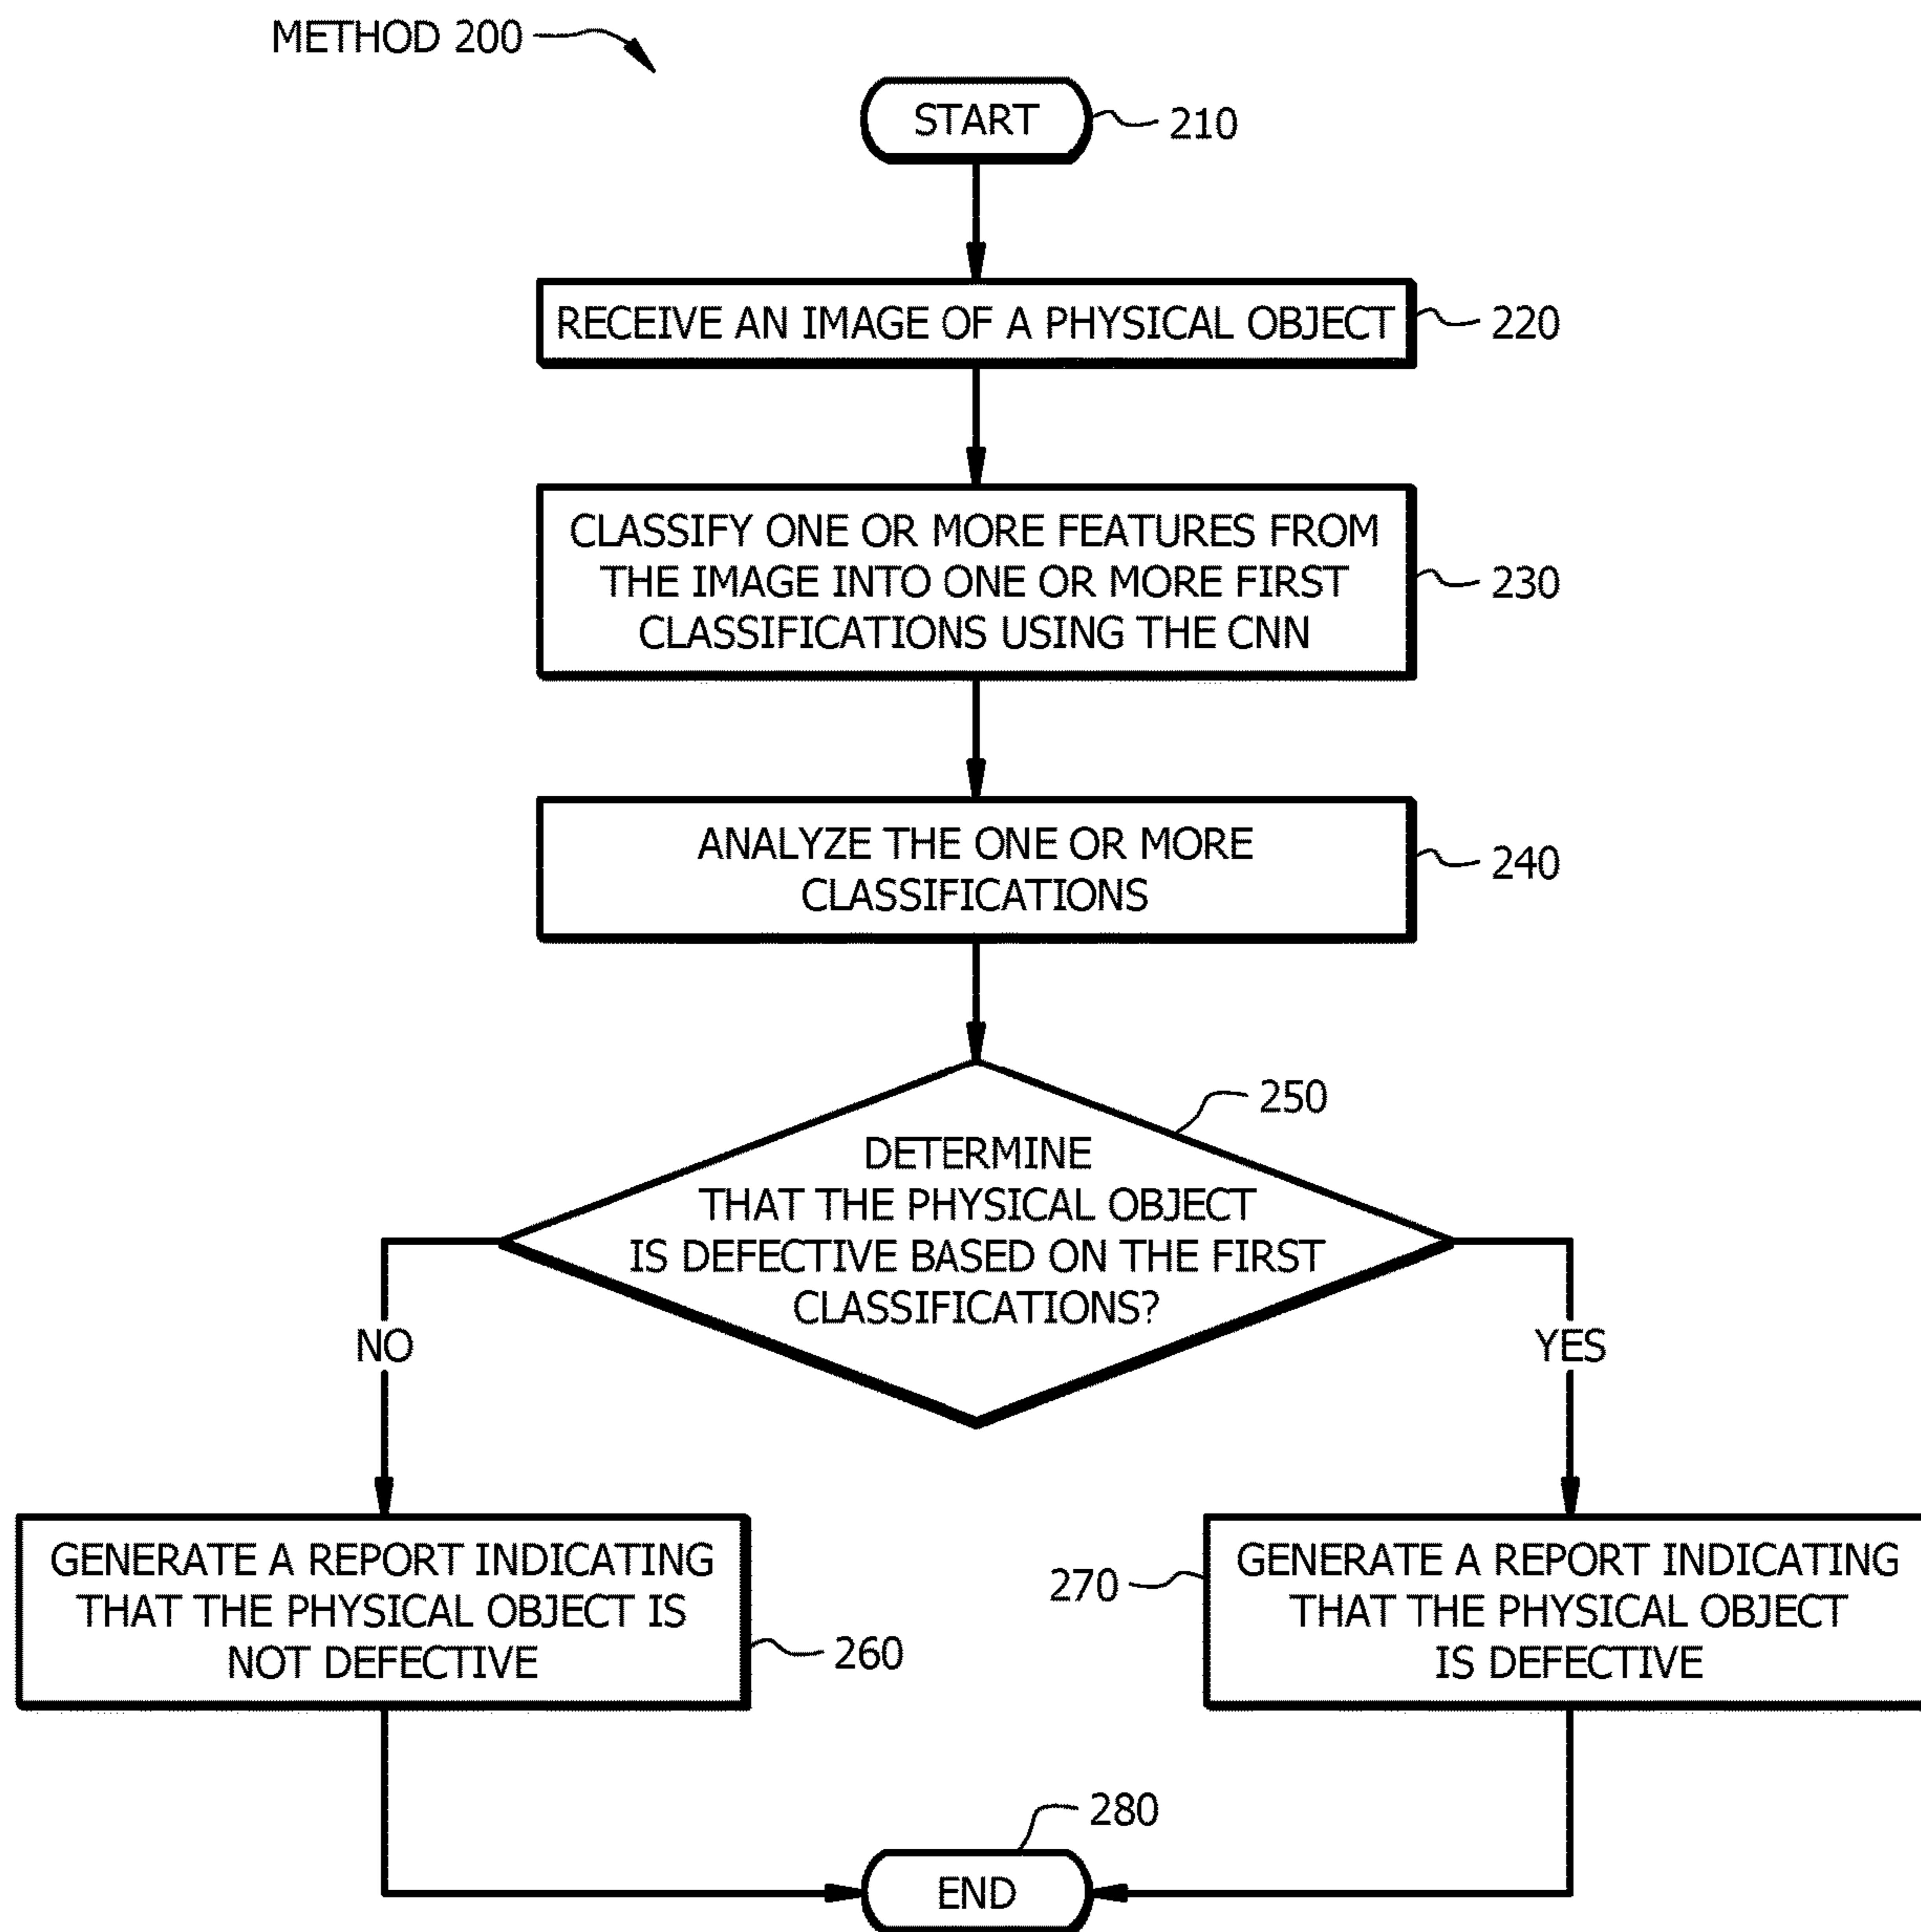 METHOD 200
START
210
RECEIVE AN IMAGE OF A PHYSICAL OBJECT
220
CLASSIFY ONE OR MORE FEATURES FROM
THE IMAGE INTO ONE OR MORE FIRST
CLASSIFICATIONS USING THE CNN
230
ANALYZE THE ONE OR MORE
CLASSIFICATIONS
240
250
DETERMINE
THAT THE PHYSICAL OBJECT
IS DEFECTIVE BASED ON THE FIRST
CLASSIFICATIONS?
NO
YES
GENERATE A REPORT INDICATING
THAT THE PHYSICAL OBJECT IS
NOT DEFECTIVE
260
270
GENERATE A REPORT INDICATING
THAT THE PHYSICAL OBJECT
IS DEFECTIVE
280
END